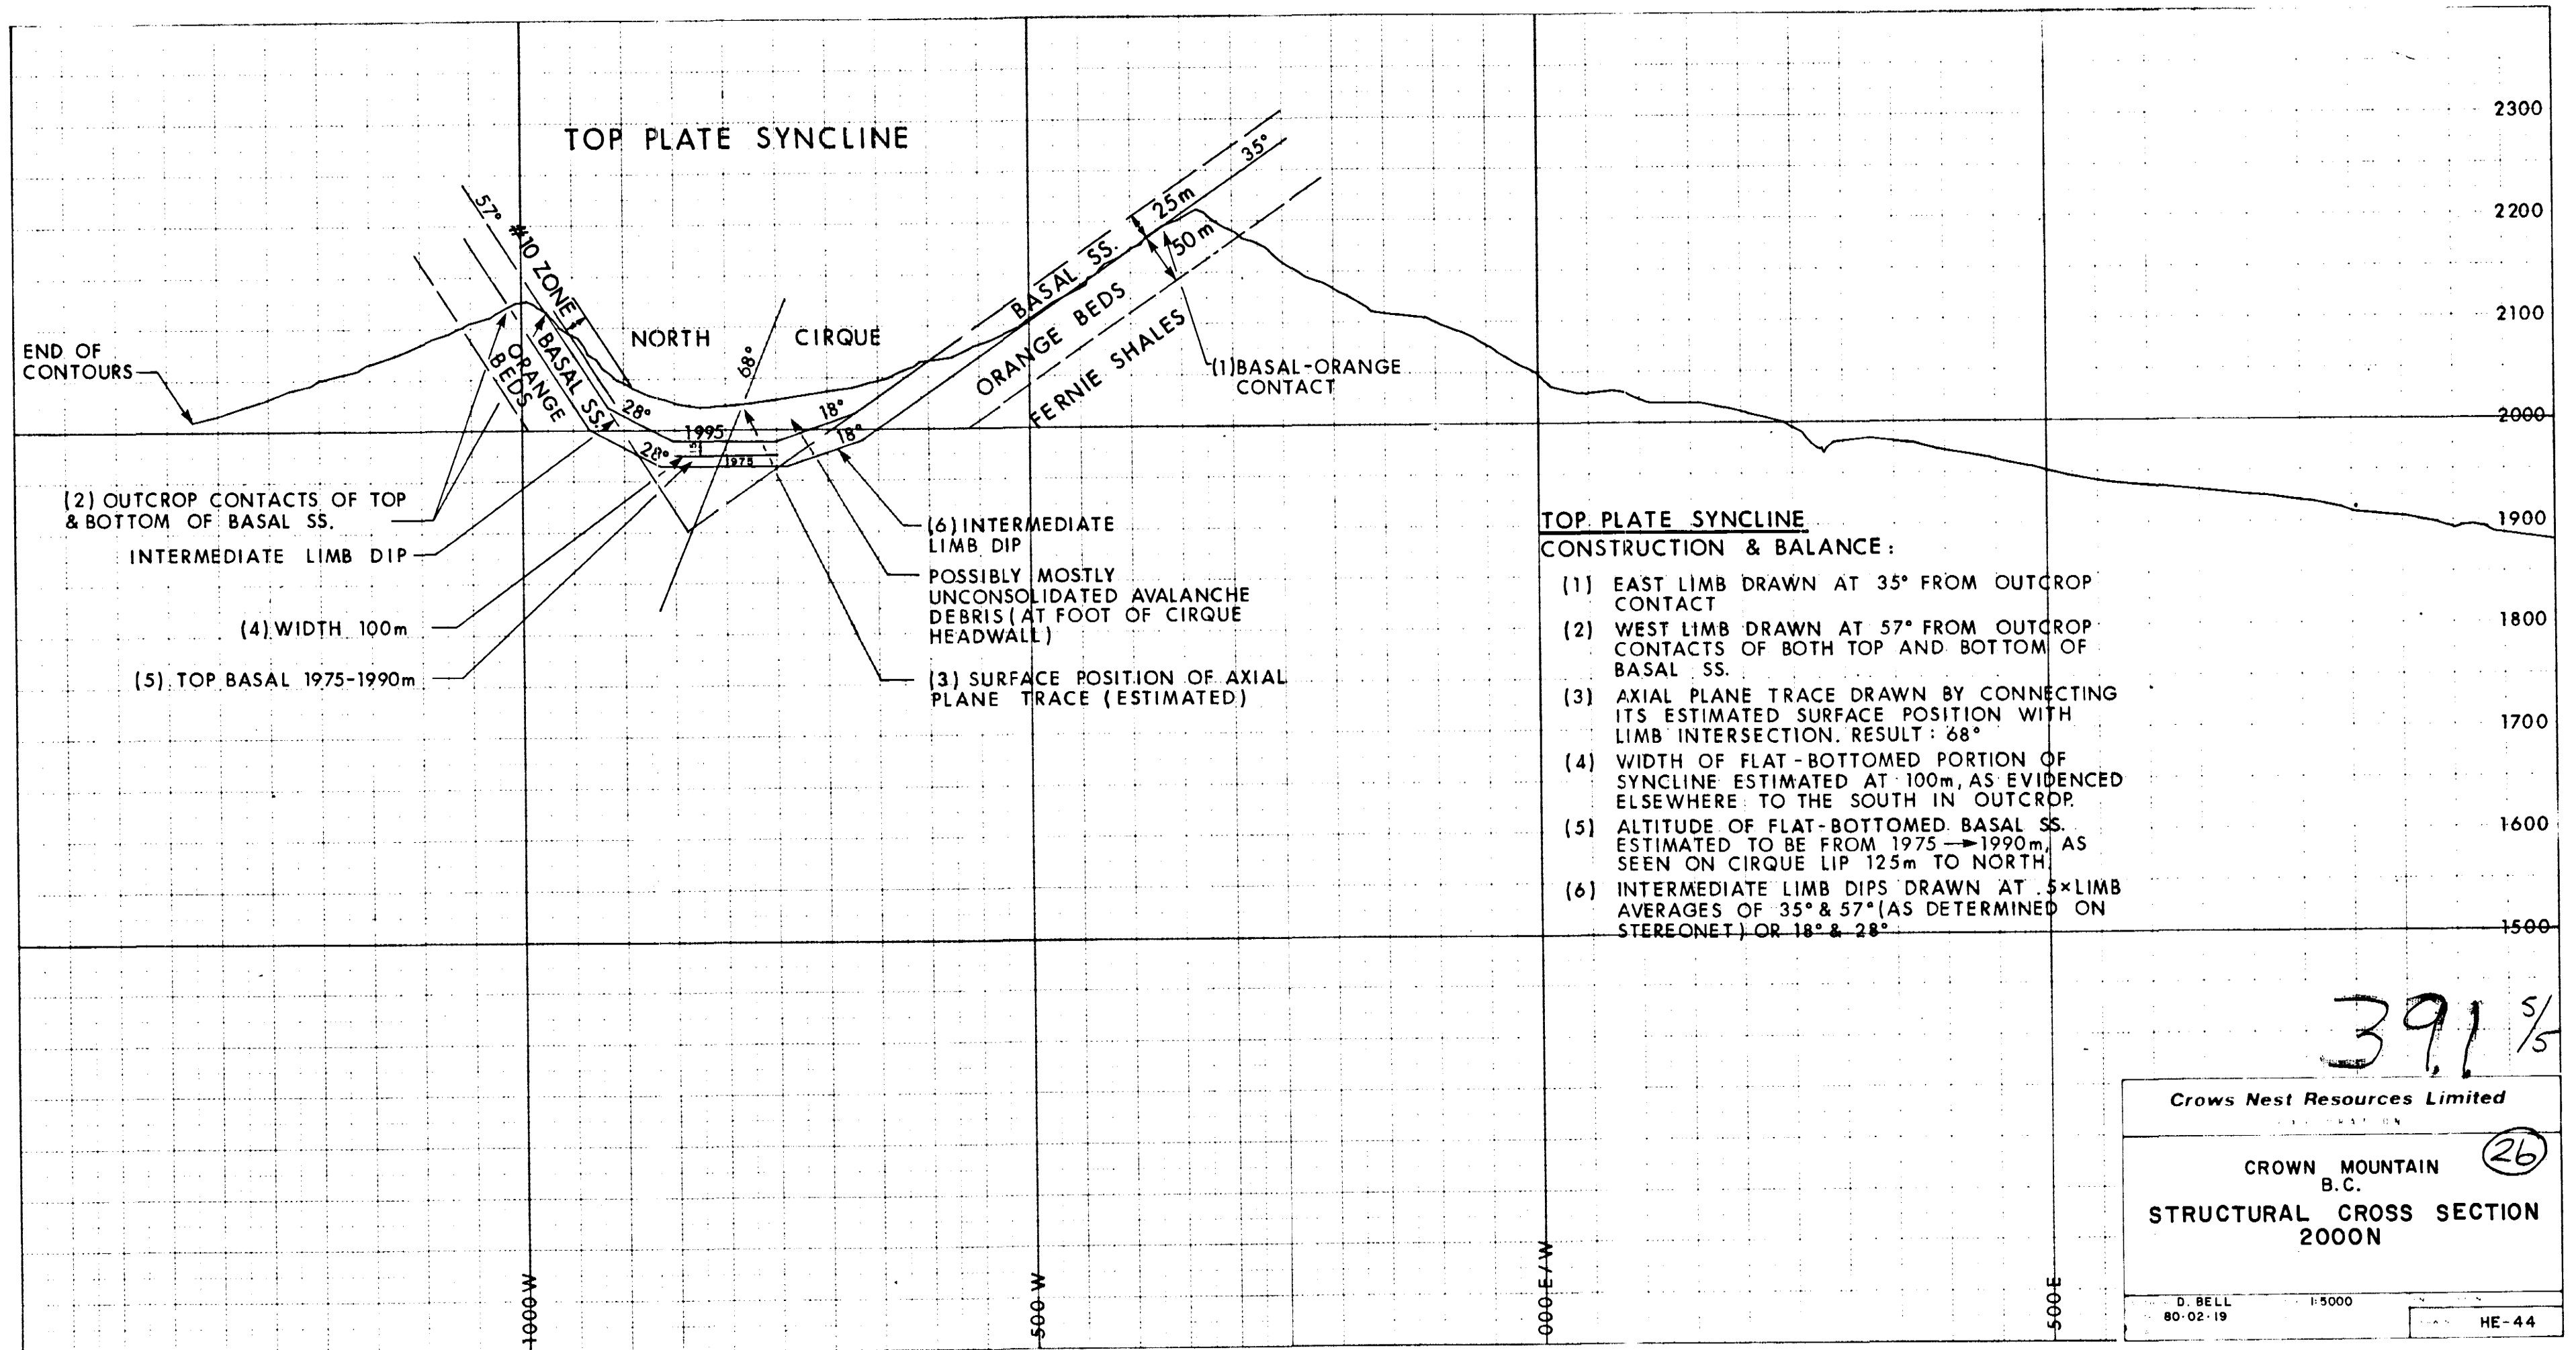 TOP PLATE SYNCLINE
57°
#10 ZONE
BASAL SS.
ORANGE
BEDS
NORTH CIRQUE
68°
28°
28°
1995
15
1975
18°
18°
BASAL SS.
ORANGE BEDS
FERNIE SHALES
25m
50m
35°
(1) BASAL-ORANGE
CONTACT
END OF
CONTOURS
(2) OUTCROP CONTACTS OF TOP
& BOTTOM OF BASAL SS.
INTERMEDIATE LIMB DIP
(4) WIDTH 100m
(5) TOP BASAL 1975-1990m
(6) INTERMEDIATE
LIMB DIP
POSSIBLY MOSTLY
UNCONSOLIDATED AVALANCHE
DEBRIS (AT FOOT OF CIRQUE
HEADWALL)
(3) SURFACE POSITION OF AXIAL
PLANE TRACE (ESTIMATED)
2300
2200
2100
2000
1900
1800
1700
1600
1500
TOP PLATE SYNCLINE
CONSTRUCTION & BALANCE:
(1) EAST LIMB DRAWN AT 35° FROM OUTCROP
CONTACT
(2) WEST LIMB DRAWN AT 57° FROM OUTCROP
CONTACTS OF BOTH TOP AND BOTTOM OF
BASAL SS.
(3) AXIAL PLANE TRACE DRAWN BY CONNECTING
ITS ESTIMATED SURFACE POSITION WITH
LIMB INTERSECTION. RESULT: 68°
(4) WIDTH OF FLAT-BOTTOMED PORTION OF
SYNCLINE ESTIMATED AT 100m, AS EVIDENCED
ELSEWHERE TO THE SOUTH IN OUTCROP.
(5) ALTITUDE OF FLAT-BOTTOMED BASAL SS.
ESTIMATED TO BE FROM 1975 → 1990m, AS
SEEN ON CIRQUE LIP 125m TO NORTH.
(6) INTERMEDIATE LIMB DIPS DRAWN AT .5×LIMB
AVERAGES OF 35° & 57° (AS DETERMINED ON
STEREONET) OR 18° & 28°
1000W
500W
000E/W
500E
391 5/5
Crows Nest Resources Limited
26
CROWN MOUNTAIN
B.C.
STRUCTURAL CROSS SECTION
2000N
D. BELL 1:5000
80·02·19
HE-44